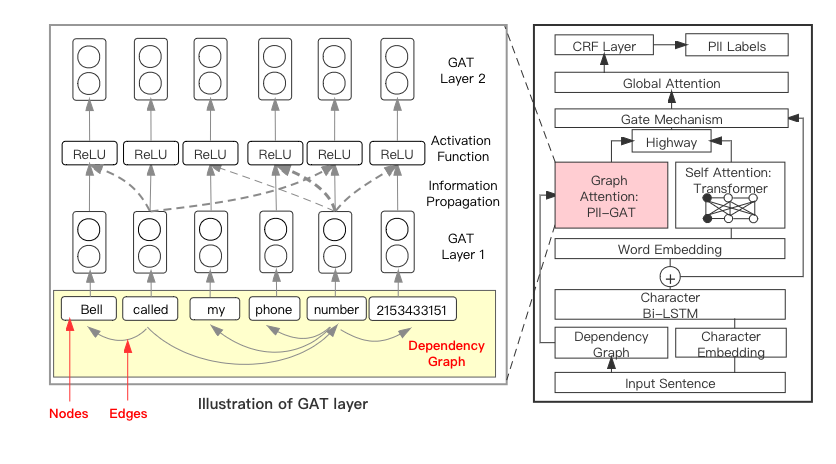 GAT
Layer 2
ReLU ReLU ReLU ReLU ReLU ReLU
Activation
Function
Information
Propagation
GAT
Layer 1
Bell called my phone number 2153433151
Dependency
Graph
Nodes Edges
Illustration of GAT layer
CRF Layer PII Labels
Global Attention
Gate Mechanism
Highway
Graph
Attention:
PII-GAT
Self Attention:
Transformer
Word Embedding
+
Character
Bi-LSTM
Dependency
Graph
Character
Embedding
Input Sentence